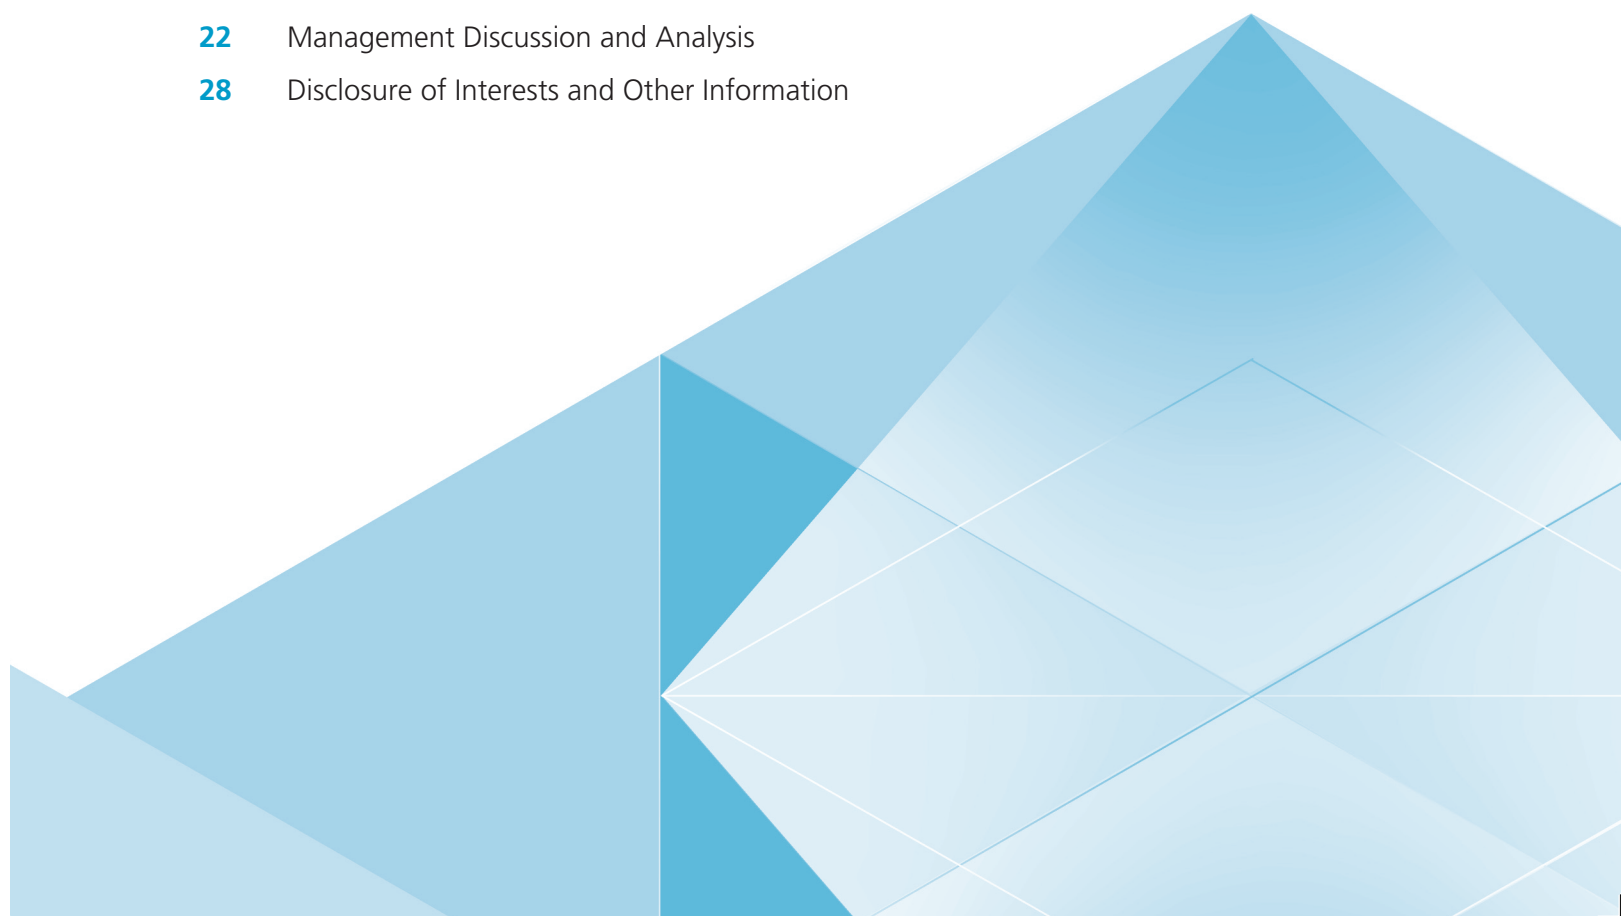 22 Management Discussion and Analysis
28 Disclosure of Interests and Other Information